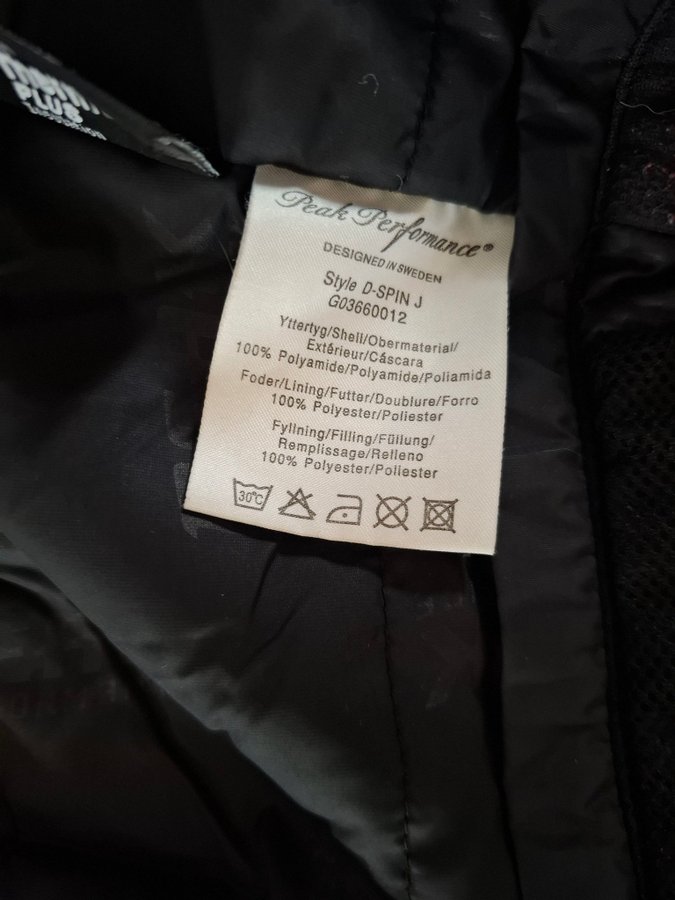 PLUS
Peak Performance®
DESIGNED IN SWEDEN
Style D-SPIN J
G03660012
Yttertyg/Shell/Obermaterial/
Extérieur/Cáscara
100% Polyamide/Polyamide/Poliamida
Foder/Lining/Futter/Doublure/Forro
100% Polyester/Poliester
Fyllning/Filling/Füllung/
Remplissage/Relleno
100% Polyester/Poliester
30°C